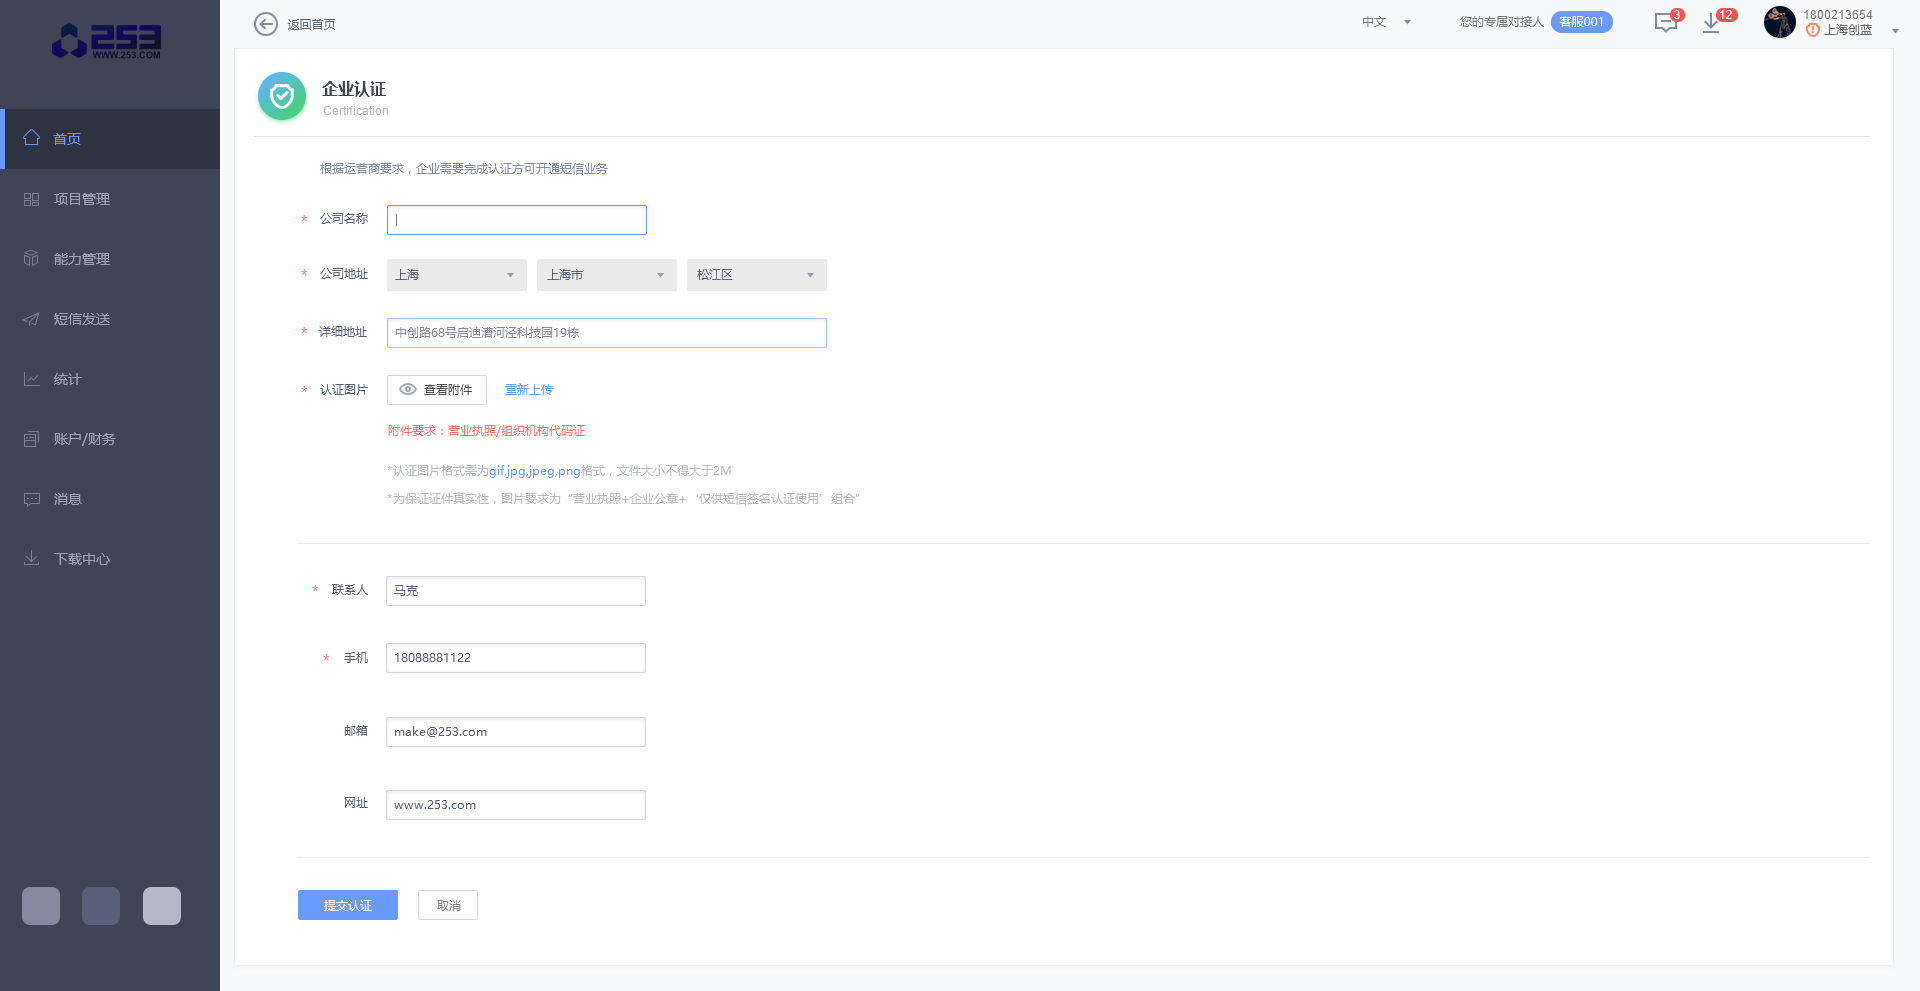 253
WWW.253.COM
首页
项目管理
能力管理
短信发送
统计
账户/财务
消息
下载中心
返回首页
中文
您的专属对接人 客服001
3
12
1800213654
上海创蓝
企业认证
Certification
根据运营商要求，企业需要完成认证方可开通短信业务
* 公司名称
* 公司地址 上海 上海市 松江区
* 详细地址 中创路68号启迪漕河泾科技园19栋
* 认证图片 查看附件 重新上传
附件要求：营业执照/组织机构代码证
*认证图片格式需为gif,jpg,jpeg,png格式，文件大小不得大于2M
*为保证证件真实性，图片要求为“营业执照+企业公章+‘仅供短信签名认证使用’组合”
* 联系人 马克
* 手机 18088881122
邮箱 make@253.com
网址 www.253.com
提交认证 取消